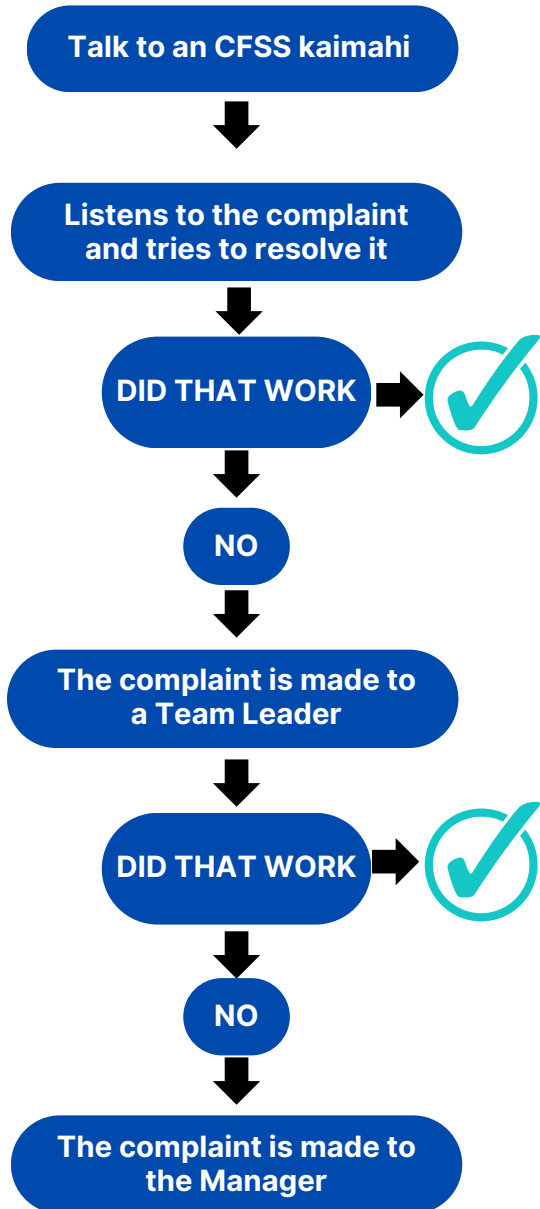 Talk to an CFSS kaimahi
Listens to the complaint
and tries to resolve it
DID THAT WORK
NO
The complaint is made to
a Team Leader
DID THAT WORK
NO
The complaint is made to
the Manager